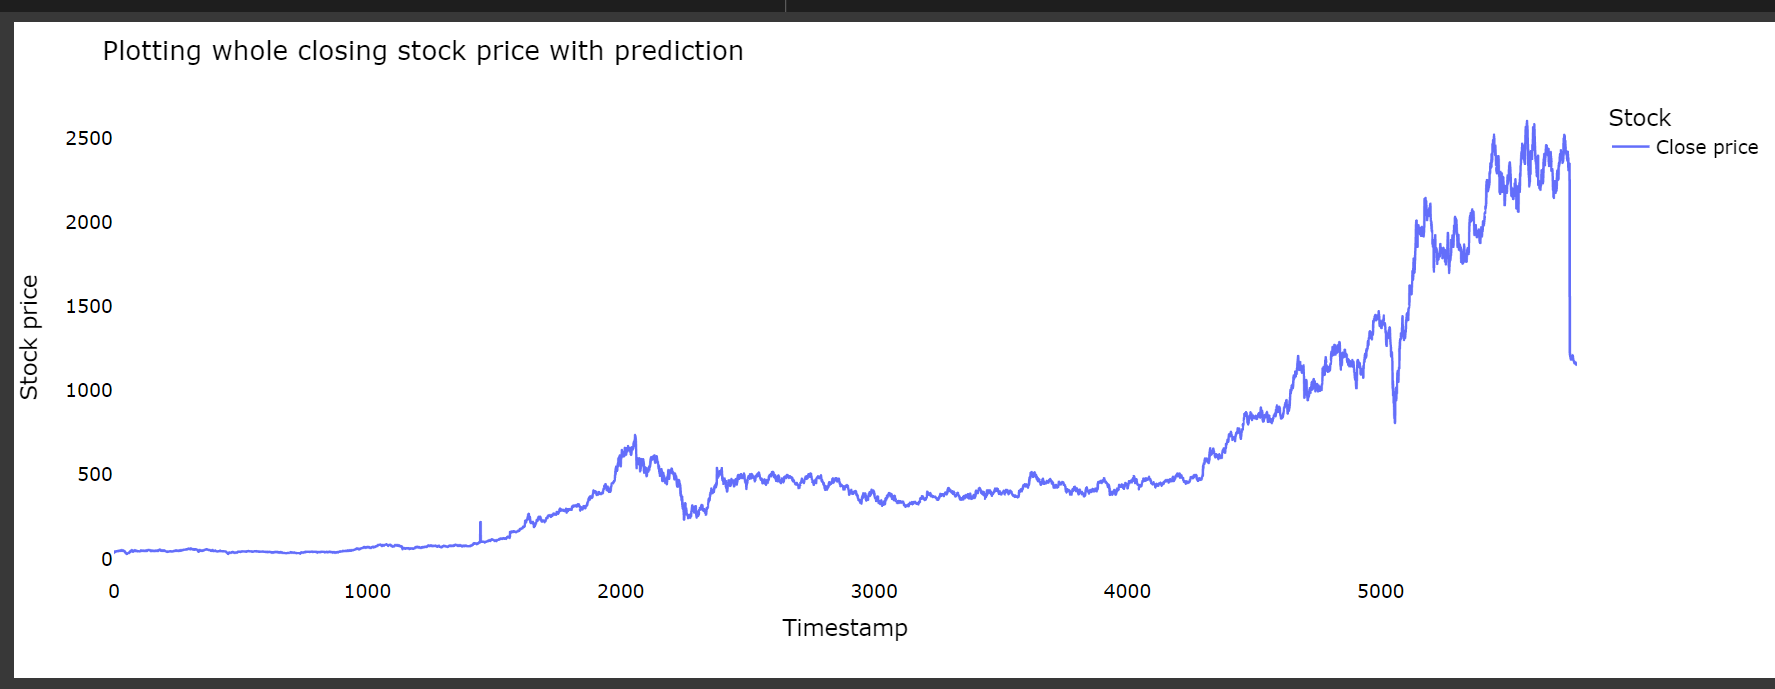 Plotting whole closing stock price with prediction
Stock
Close price
2500
2000
1500
1000
500
0
Stock price
0 1000 2000 3000 4000 5000
Timestamp